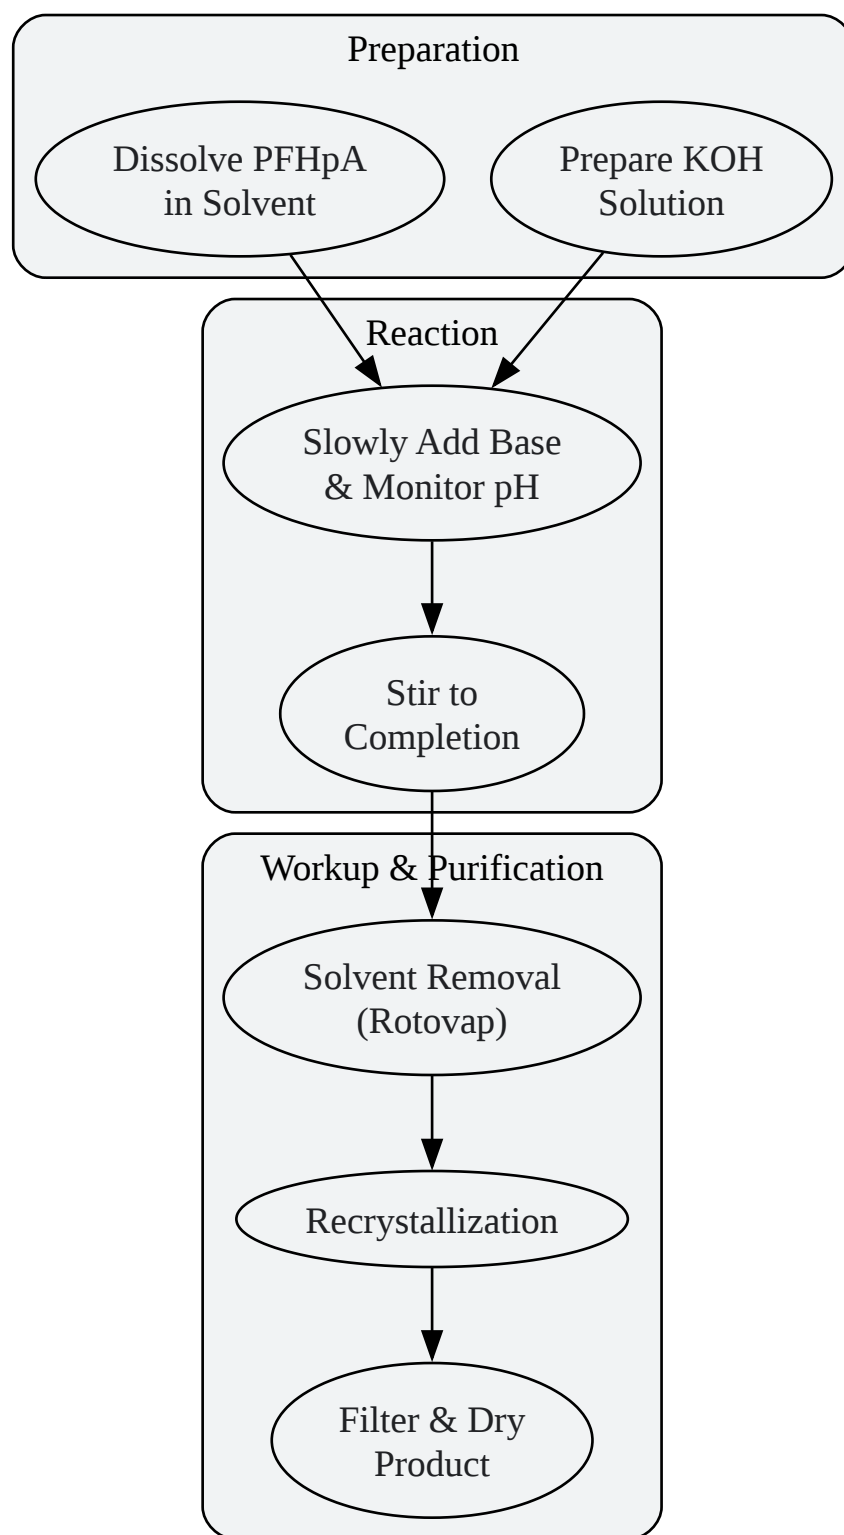 Preparation
Dissolve PFHpA
in Solvent
Prepare KOH
Solution
Reaction
Slowly Add Base
& Monitor pH
Stir to
Completion
Workup & Purification
Solvent Removal
(Rotovap)
Recrystallization
Filter & Dry
Product